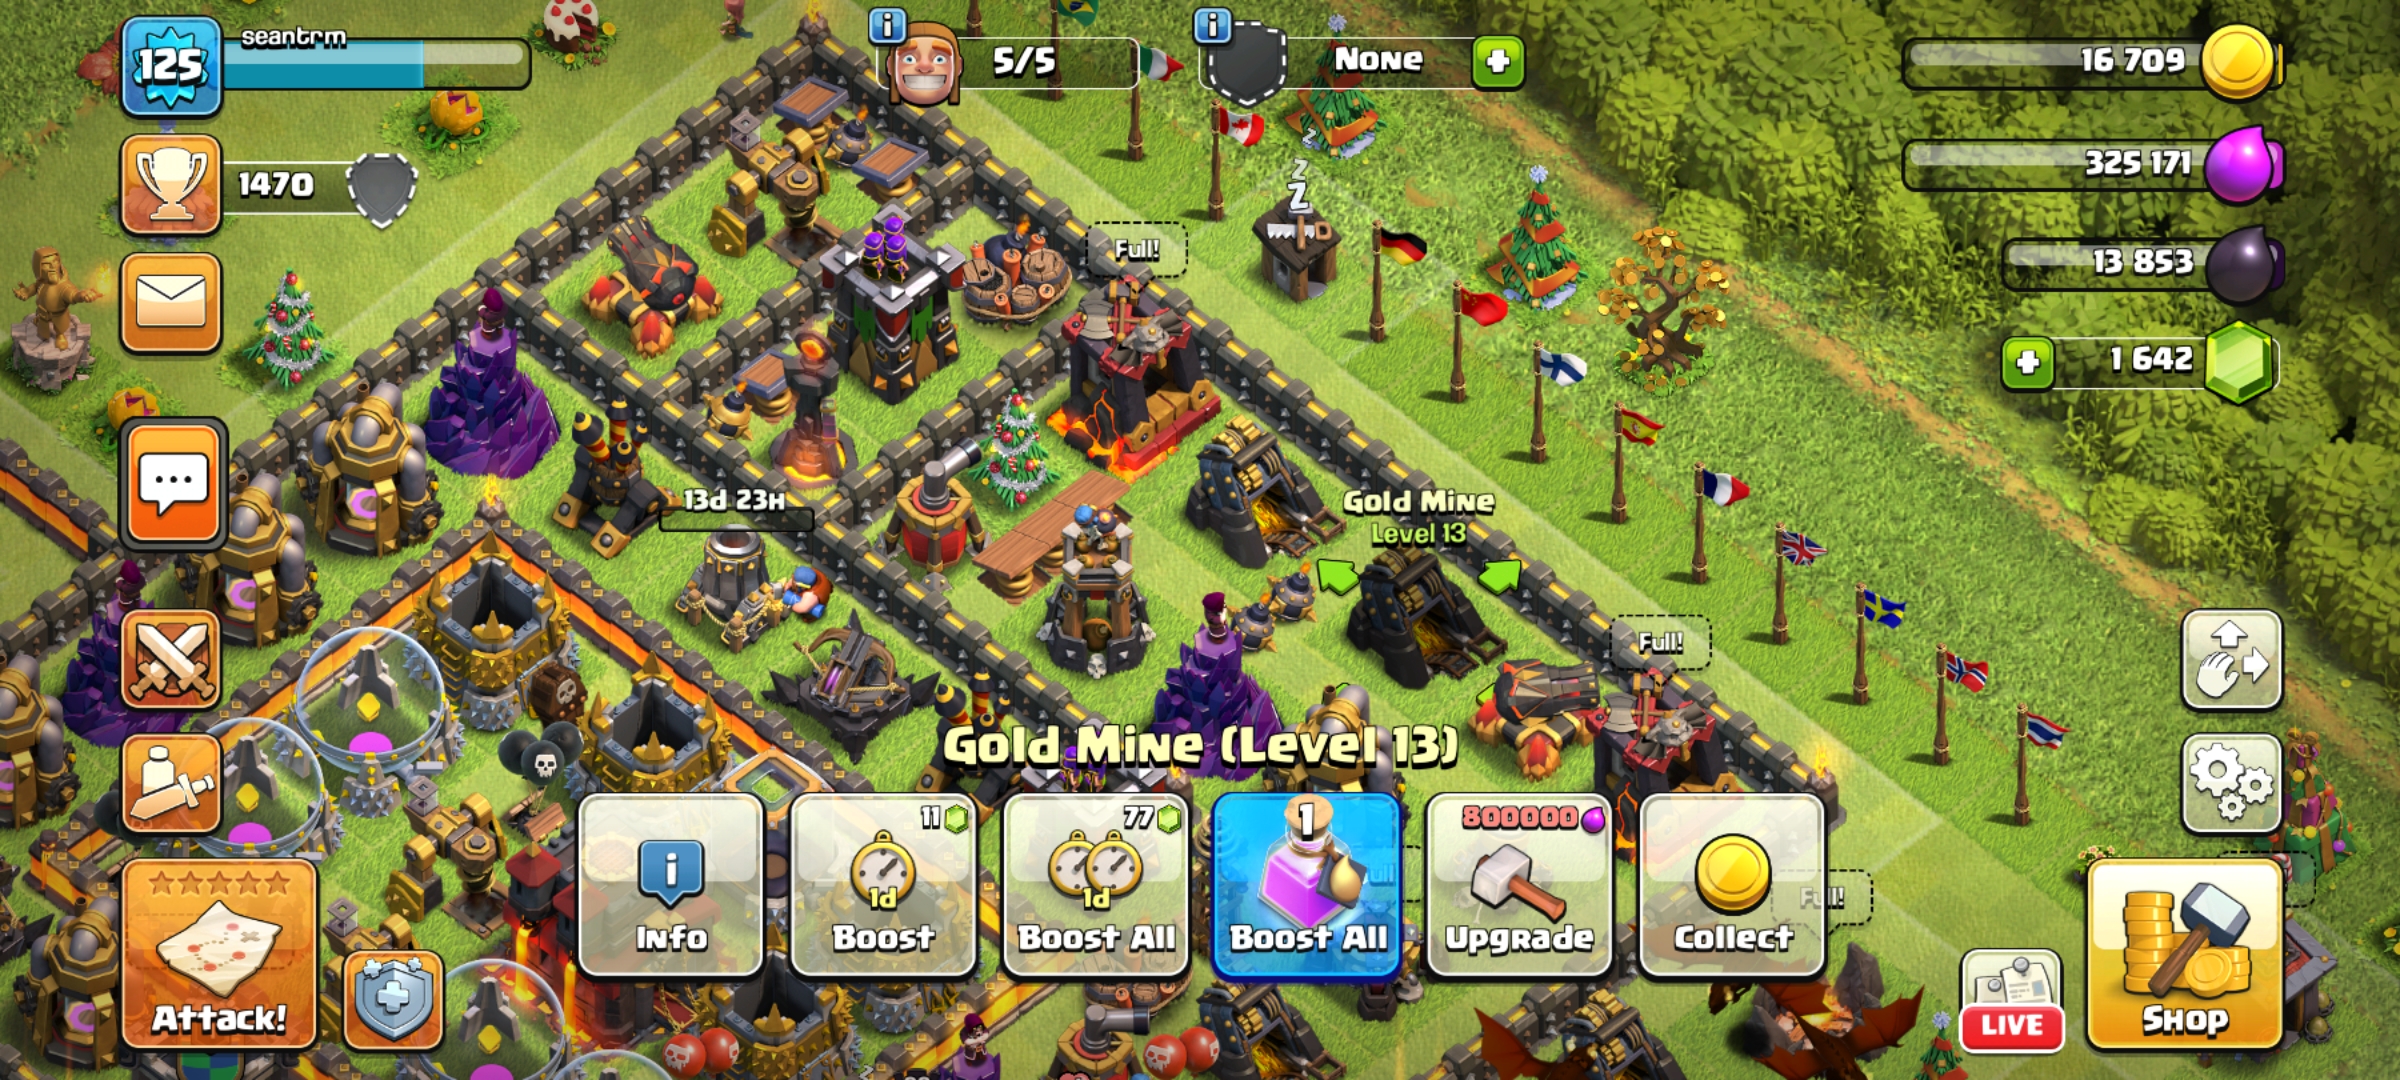 125
seantrm
5/5
None
16 709
1470
325 171
13 853
1 642
Full!
z
Z
Z
13d 23H
Gold Mine
Level 13
Full!
Gold Mine (Level 13)
Info
11
1d
Boost
77
1d
Boost All
1
Boost All
800000
Upgrade
Collect
Full!
Attack!
LIVE
Shop